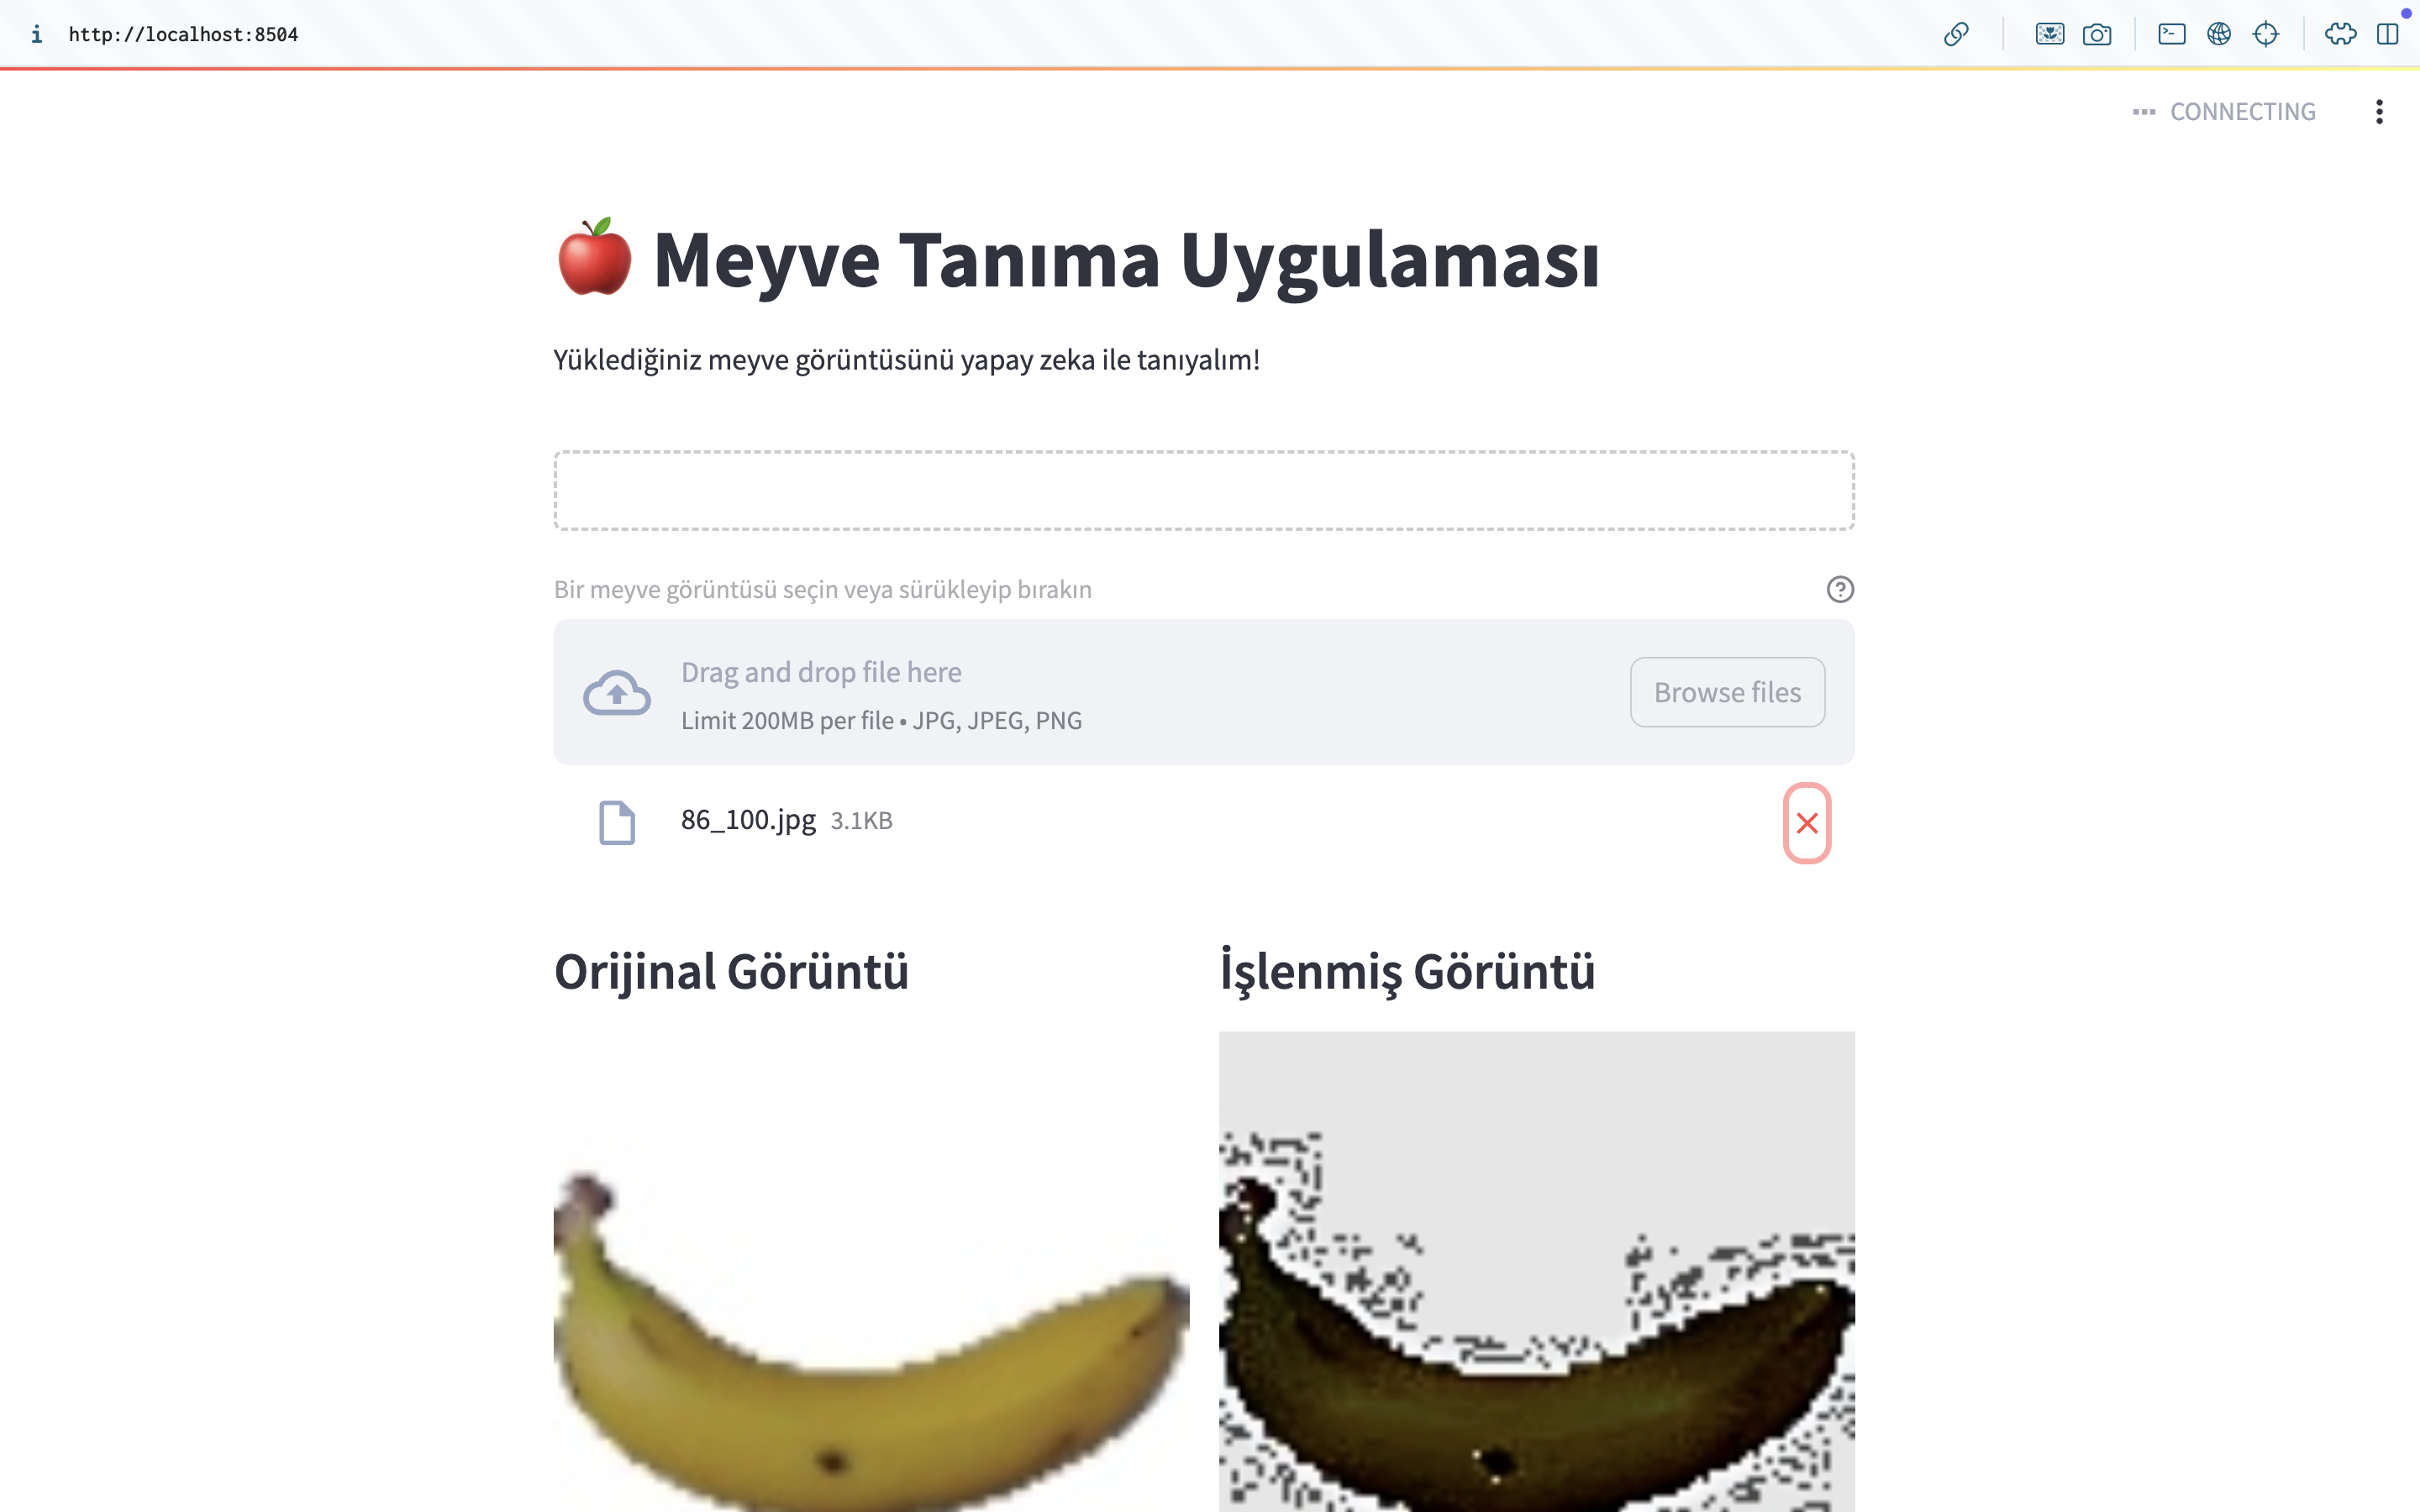 http://localhost:8504
CONNECTING
Meyve Tanıma Uygulaması
Yüklediğiniz meyve görüntüsünü yapay zeka ile tanıyalım!
Bir meyve görüntüsü seçin veya sürükleyip bırakın
Drag and drop file here
Limit 200MB per file • JPG, JPEG, PNG
Browse files
86_100.jpg 3.1KB
Orijinal Görüntü
İşlenmiş Görüntü